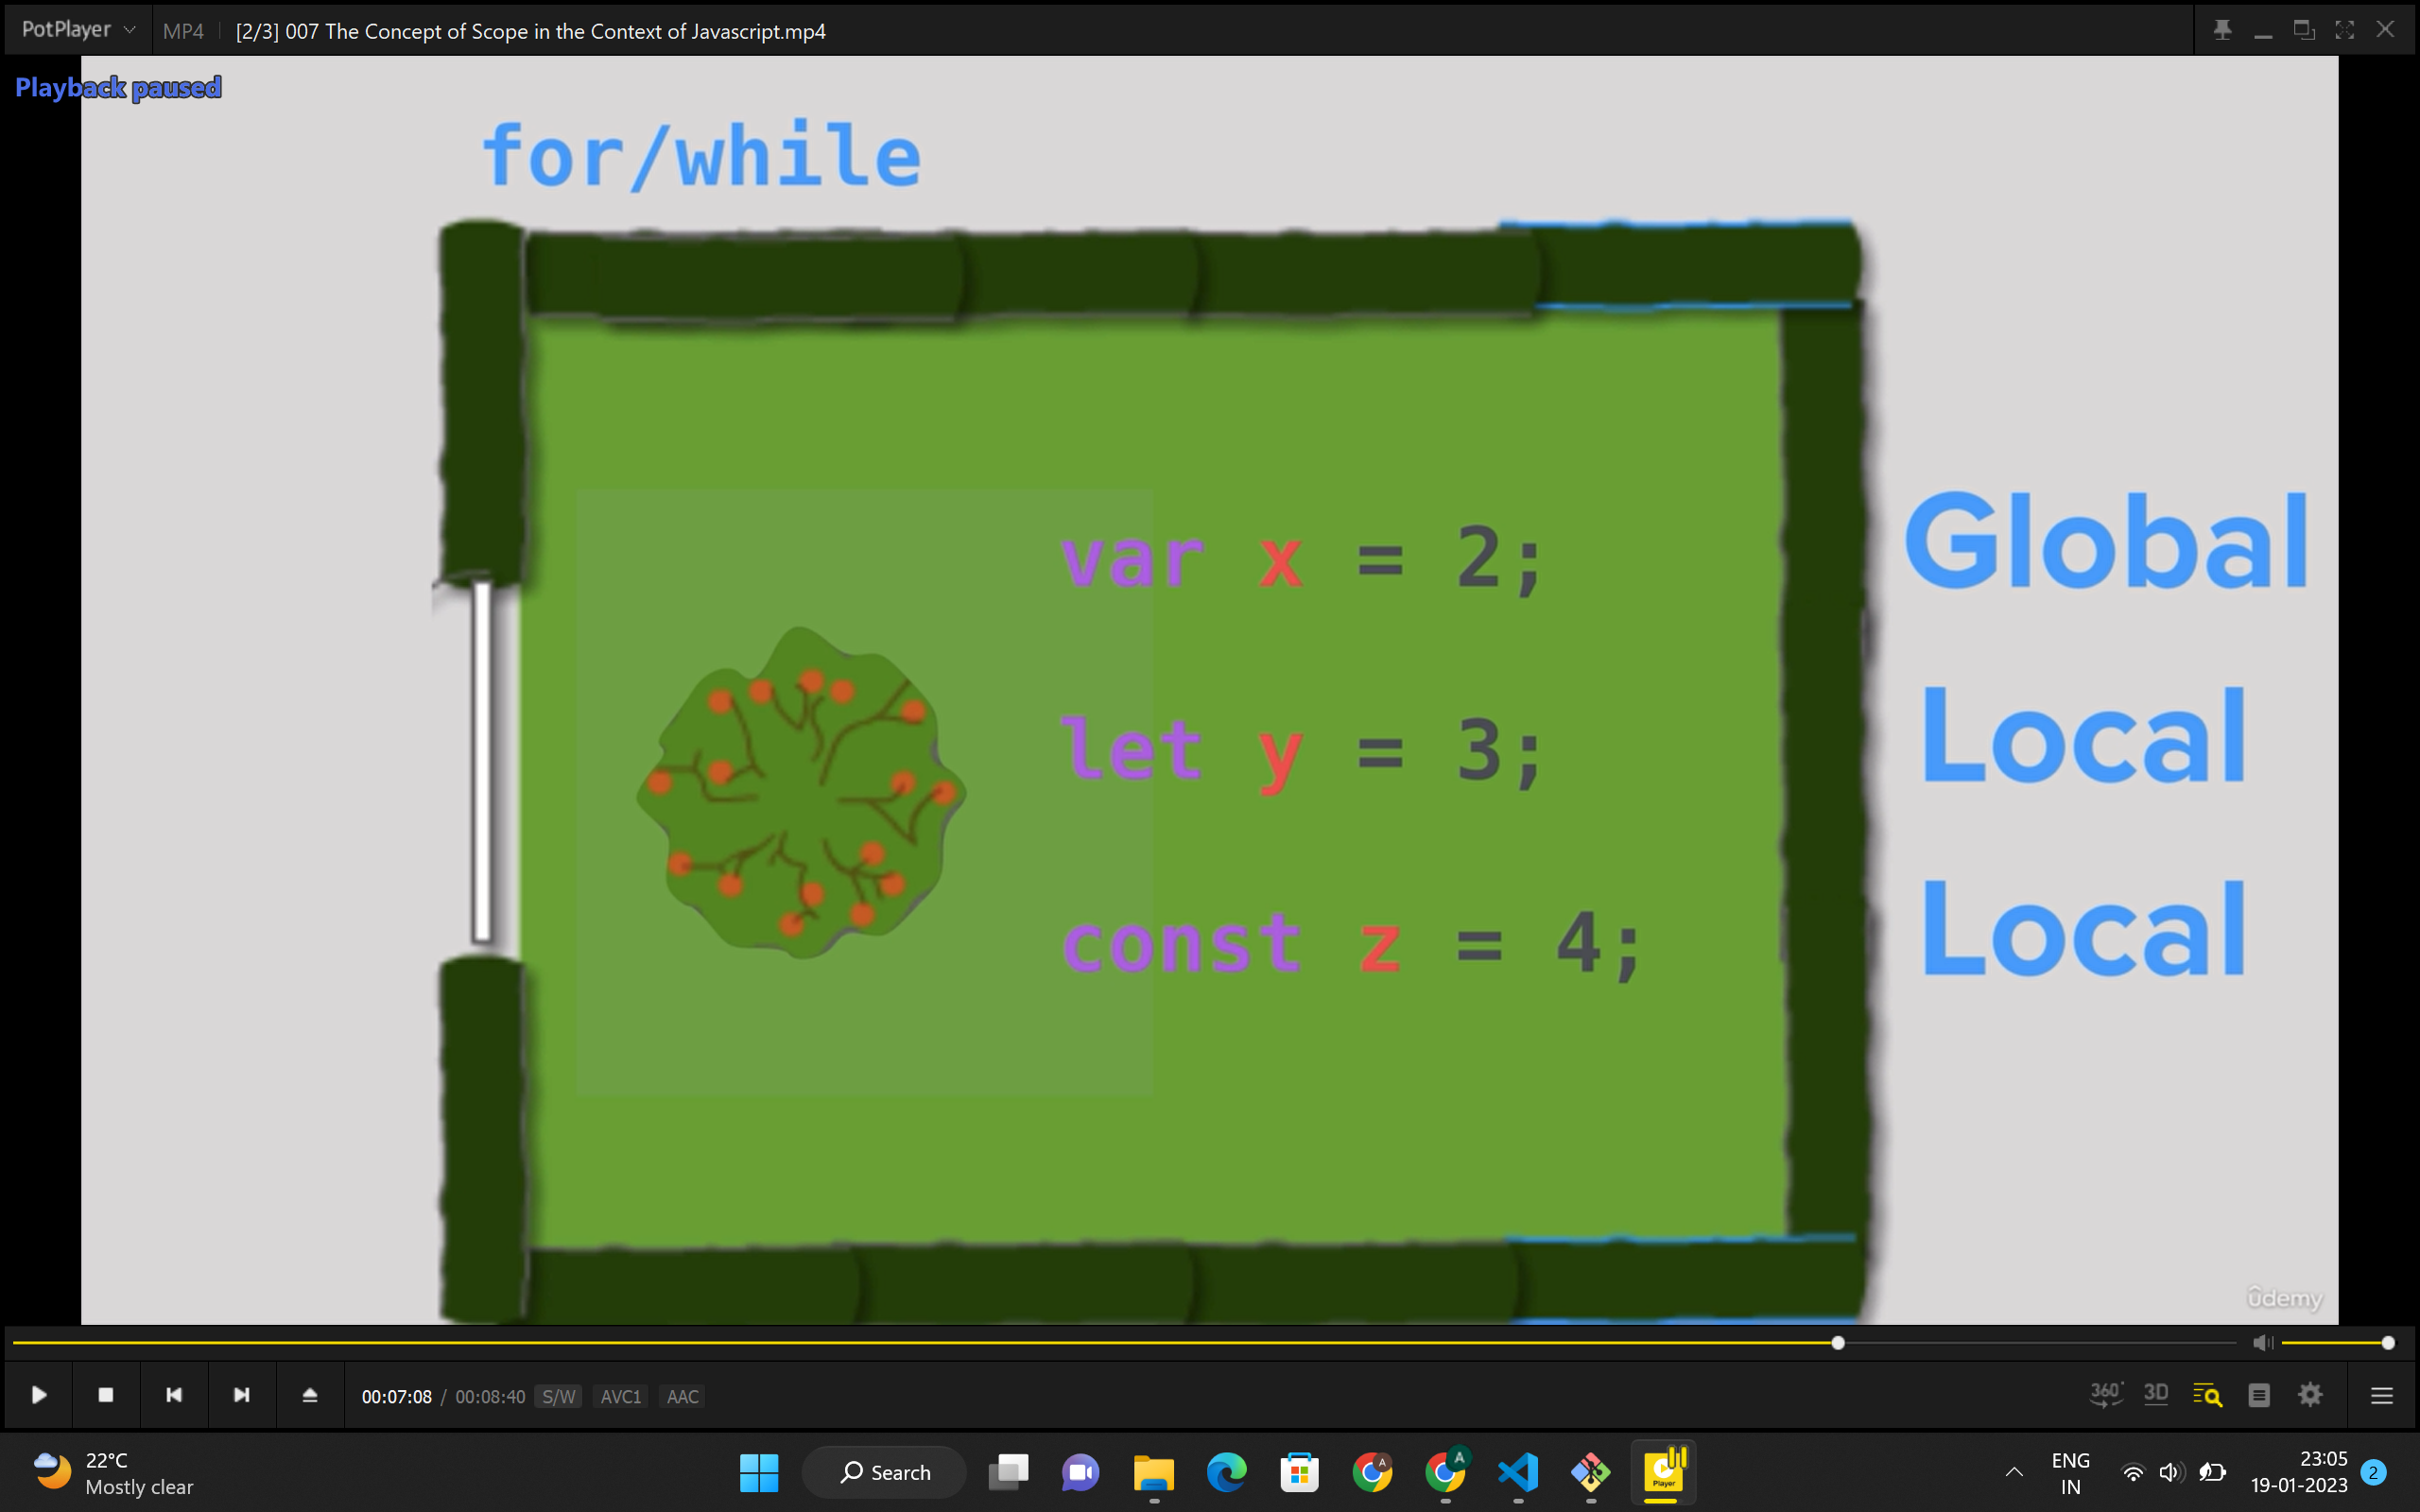 PotPlayer MP4 [2/3] 007 The Concept of Scope in the Context of Javascript.mp4
Playback paused
for/while
var x = 2; Global
let y = 3; Local
const z = 4; Local
ûdemy
00:07:08 / 00:08:40 S/W AVC1 AAC 360° 3D
22°C
Mostly clear
Search
A
A
Player
ENG
IN
23:05
19-01-2023
2